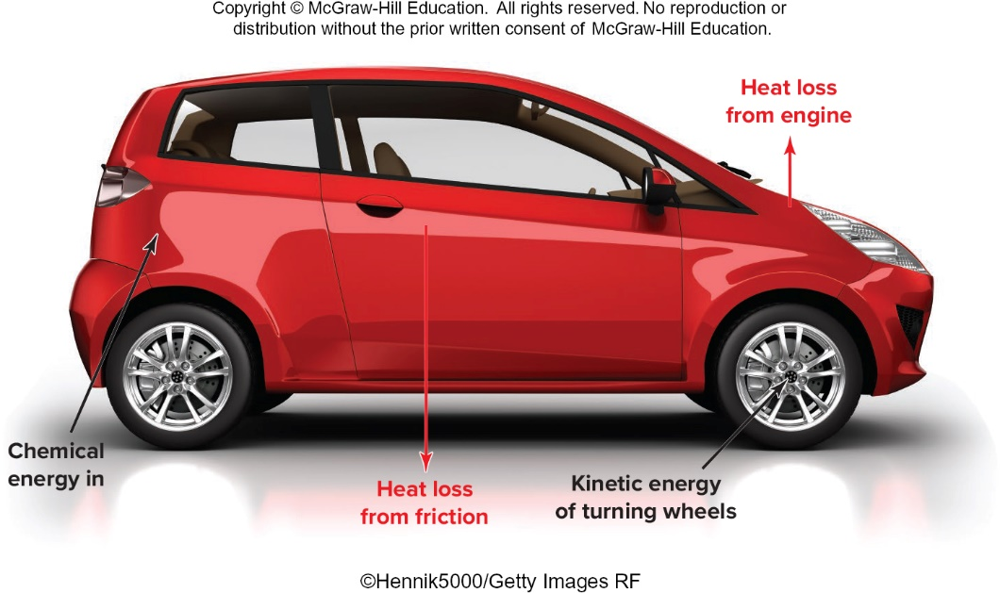 Copyright © McGraw-Hill Education.  All rights reserved. No reproduction or
distribution without the prior written consent of McGraw-Hill Education.
Heat loss
from engine
Chemical
energy in
Heat loss
from friction
Kinetic energy
of turning wheels
©Hennik5000/Getty Images RF